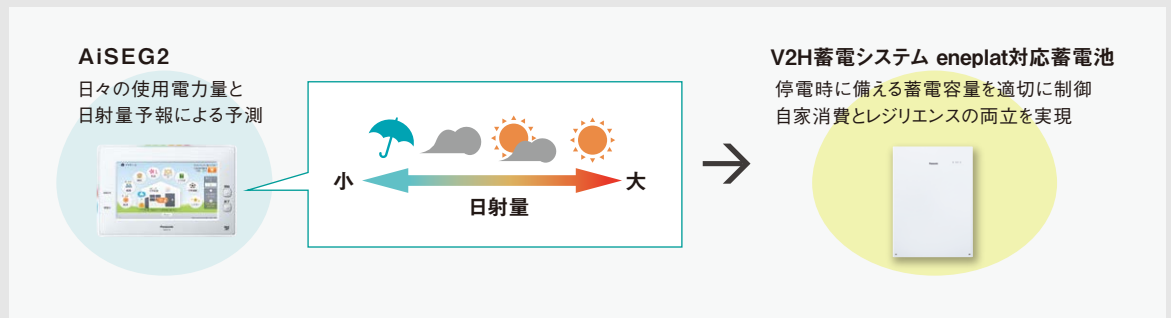 AiSEG2
日々の使用電力量と
日射量予報による予測
小
大
日射量
V2H蓄電システム eneplat対応蓄電池
停電時に備える蓄電容量を適切に制御
自家消費とレジリエンスの両立を実現
Panasonic